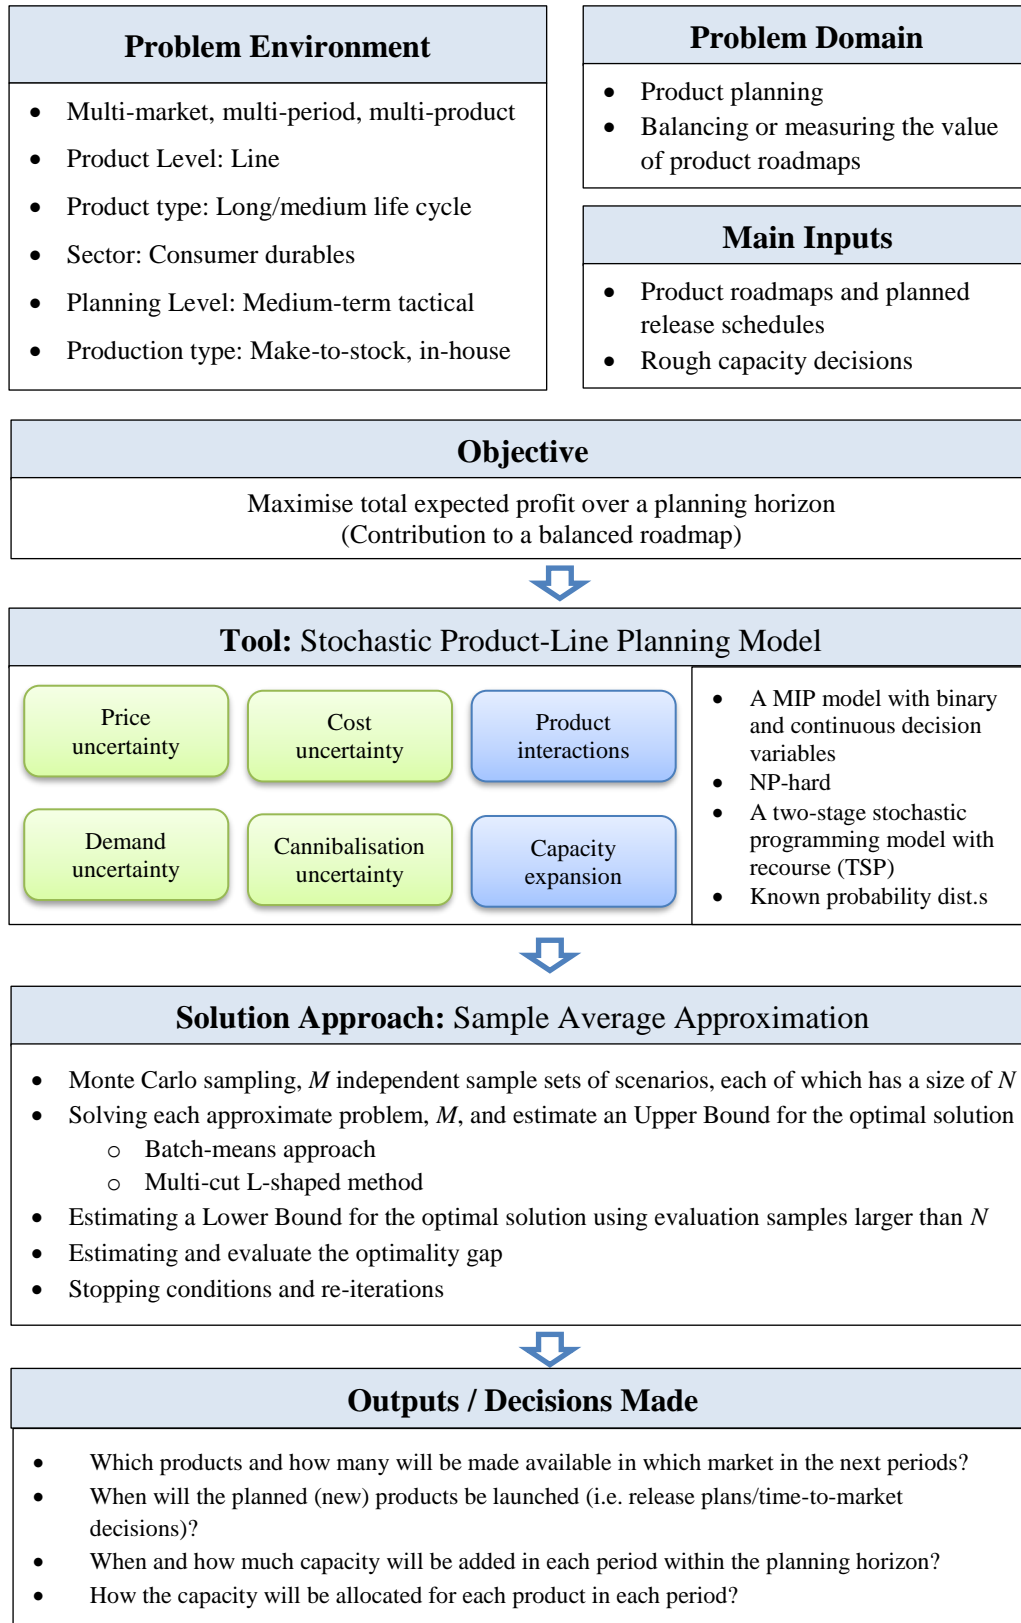 Problem Environment
• Multi-market, multi-period, multi-product
• Product Level: Line
• Product type: Long/medium life cycle
• Sector: Consumer durables
• Planning Level: Medium-term tactical
• Production type: Make-to-stock, in-house
Problem Domain
• Product planning
• Balancing or measuring the value
of product roadmaps
Main Inputs
• Product roadmaps and planned
release schedules
• Rough capacity decisions
Objective
Maximise total expected profit over a planning horizon
(Contribution to a balanced roadmap)
Tool: Stochastic Product-Line Planning Model
Price
uncertainty
Cost
uncertainty
Product
interactions
Demand
uncertainty
Cannibalisation
uncertainty
Capacity
expansion
• A MIP model with binary
and continuous decision
variables
• NP-hard
• A two-stage stochastic
programming model with
recourse (TSP)
• Known probability dist.s
Solution Approach: Sample Average Approximation
• Monte Carlo sampling, M independent sample sets of scenarios, each of which has a size of N
• Solving each approximate problem, M, and estimate an Upper Bound for the optimal solution
o Batch-means approach
o Multi-cut L-shaped method
• Estimating a Lower Bound for the optimal solution using evaluation samples larger than N
• Estimating and evaluate the optimality gap
• Stopping conditions and re-iterations
Outputs / Decisions Made
• Which products and how many will be made available in which market in the next periods?
• When will the planned (new) products be launched (i.e. release plans/time-to-market
decisions)?
• When and how much capacity will be added in each period within the planning horizon?
• How the capacity will be allocated for each product in each period?